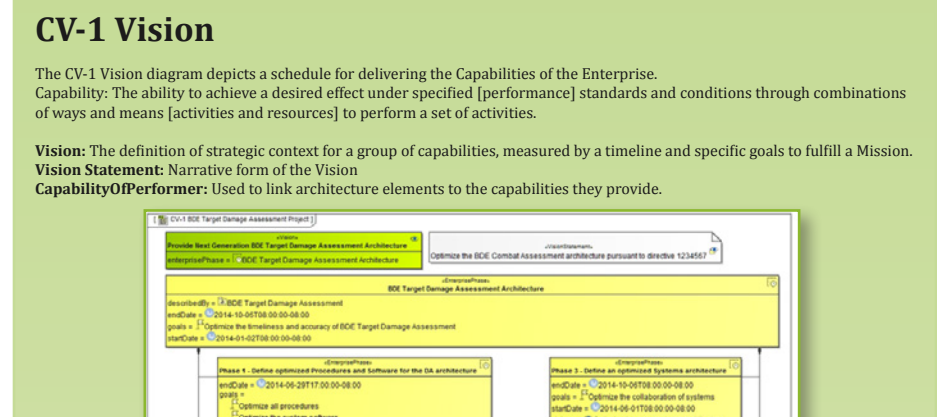 CV-1 Vision
The CV-1 Vision diagram depicts a schedule for delivering the Capabilities of the Enterprise.
Capability: The ability to achieve a desired effect under specified [performance] standards and conditions through combinations
of ways and means [activities and resources] to perform a set of activities.
Vision: The definition of strategic context for a group of capabilities, measured by a timeline and specific goals to fulfill a Mission.
Vision Statement: Narrative form of the Vision
CapabilityOfPerformer: Used to link architecture elements to the capabilities they provide.
[ CV-1 BDE Target Damage Assessment Project ]
«Vision»
Provide Next Generation BDE Target Damage Assessment Architecture
enterprisePhase = BDE Target Damage Assessment Architecture
«VisionStatement»
Optimize the BDE Combat Assessment architecture pursuant to directive 1234567
«EnterprisePhase»
BDE Target Damage Assessment Architecture
describedBy = BDE Target Damage Assessment
endDate = 2014-10-06T08:00:00-08:00
goals = Optimize the timeliness and accuracy of BDE Target Damage Assessment
startDate = 2014-01-02T08:00:00-08:00
«EnterprisePhase»
Phase 1 - Define optimized Procedures and Software for the DA architecture
endDate = 2014-06-29T17:00:00-08:00
goals =
Optimize all procedures
Optimize the system software
«EnterprisePhase»
Phase 3 - Define an optimized Systems architecture
endDate = 2014-10-06T08:00:00-08:00
goals = Optimize the collaboration of systems
startDate = 2014-06-01T08:00:00-08:00